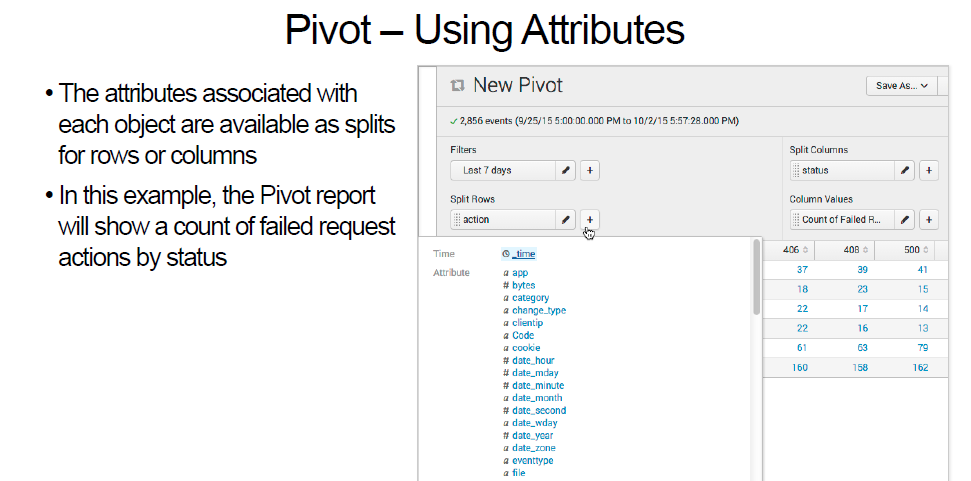 Pivot – Using Attributes
• The attributes associated with
each object are available as splits
for rows or columns
• In this example, the Pivot report
will show a count of failed request
actions by status
New Pivot
Save As...
✓ 2,856 events (9/25/15 5:00:00.000 PM to 10/2/15 5:57:28.000 PM)
Filters
Last 7 days
+
Split Rows
action
+
Split Columns
status
+
Column Values
Count of Failed R...
+
Time
_time
Attribute
a app
# bytes
a category
a change_type
a clientip
a Code
a cookie
# date_hour
# date_mday
# date_minute
a date_month
# date_second
a date_wday
# date_year
a date_zone
a eventtype
a file
406 408 500
37 39 41
18 23 15
22 17 14
22 16 13
61 63 79
160 158 162